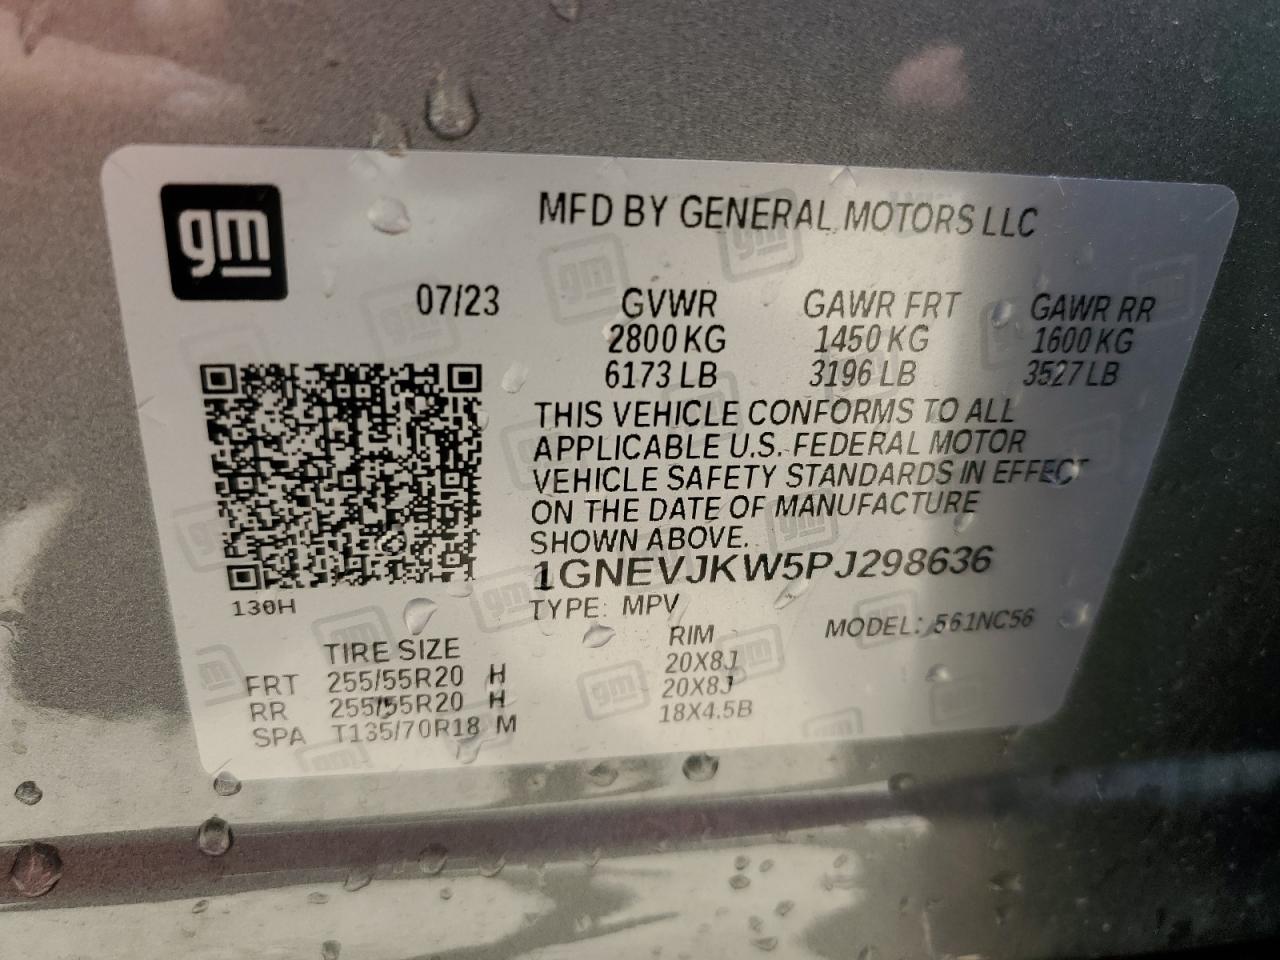 gm
MFD BY GENERAL MOTORS LLC
07/23 GVWR GAWR FRT GAWR RR
2800 KG 1450 KG 1600 KG
6173 LB 3196 LB 3527 LB
THIS VEHICLE CONFORMS TO ALL
APPLICABLE U.S. FEDERAL MOTOR
VEHICLE SAFETY STANDARDS IN EFFECT
ON THE DATE OF MANUFACTURE
SHOWN ABOVE.
1GNEVJKW5PJ298636
130H
TYPE: MPV MODEL: 561NC56
TIRE SIZE RIM
FRT 255/55R20 H 20X8J
RR 255/55R20 H 20X8J
SPA T135/70R18 M 18X4.5B